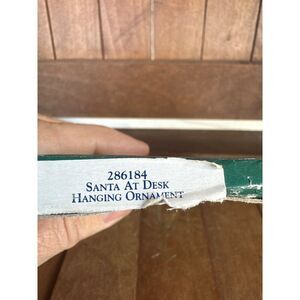 286184
SANTA AT DESK
HANGING ORNAMENT